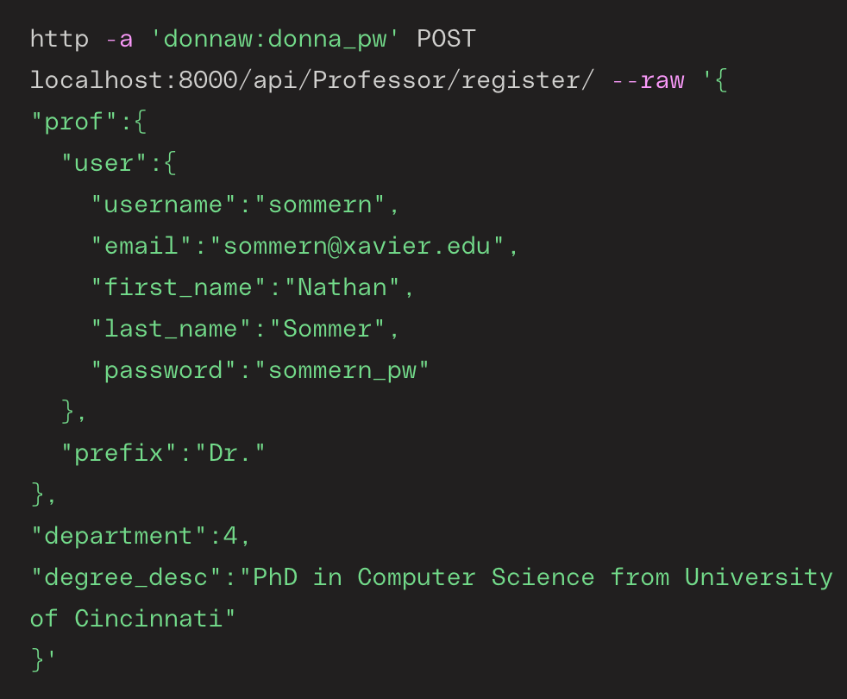 http -a 'donnaw:donna_pw' POST
localhost:8000/api/Professor/register/ --raw '{
"prof":{
  "user":{
    "username":"sommern",
    "email":"sommern@xavier.edu",
    "first_name":"Nathan",
    "last_name":"Sommer",
    "password":"sommern_pw"
  },
  "prefix":"Dr."
},
"department":4,
"degree_desc":"PhD in Computer Science from University
of Cincinnati"
}'